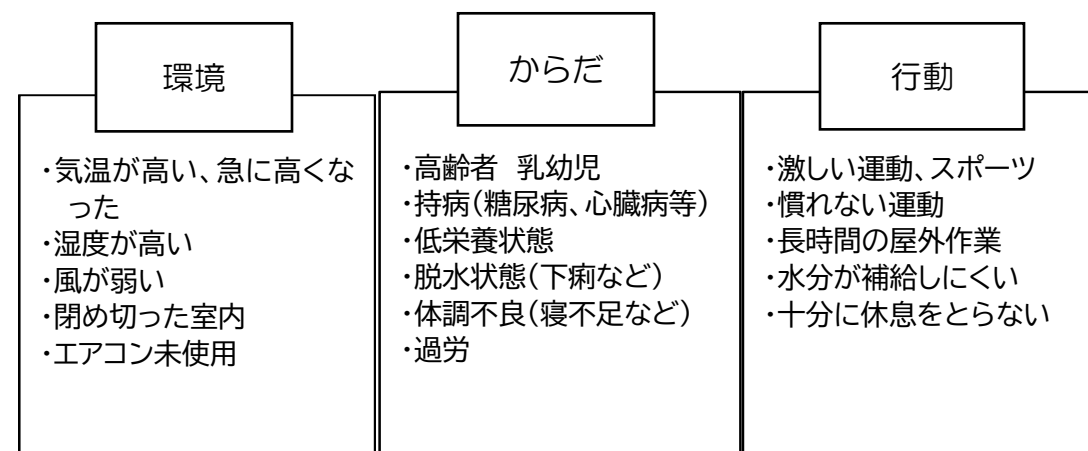 環境
・気温が高い、急に高くな
った
・湿度が高い
・風が弱い
・閉め切った室内
・エアコン未使用
からだ
・高齢者　乳幼児
・持病(糖尿病、心臓病等)
・低栄養状態
・脱水状態(下痢など)
・体調不良(寝不足など)
・過労
行動
・激しい運動、スポーツ
・慣れない運動
・長時間の屋外作業
・水分が補給しにくい
・十分に休息をとらない